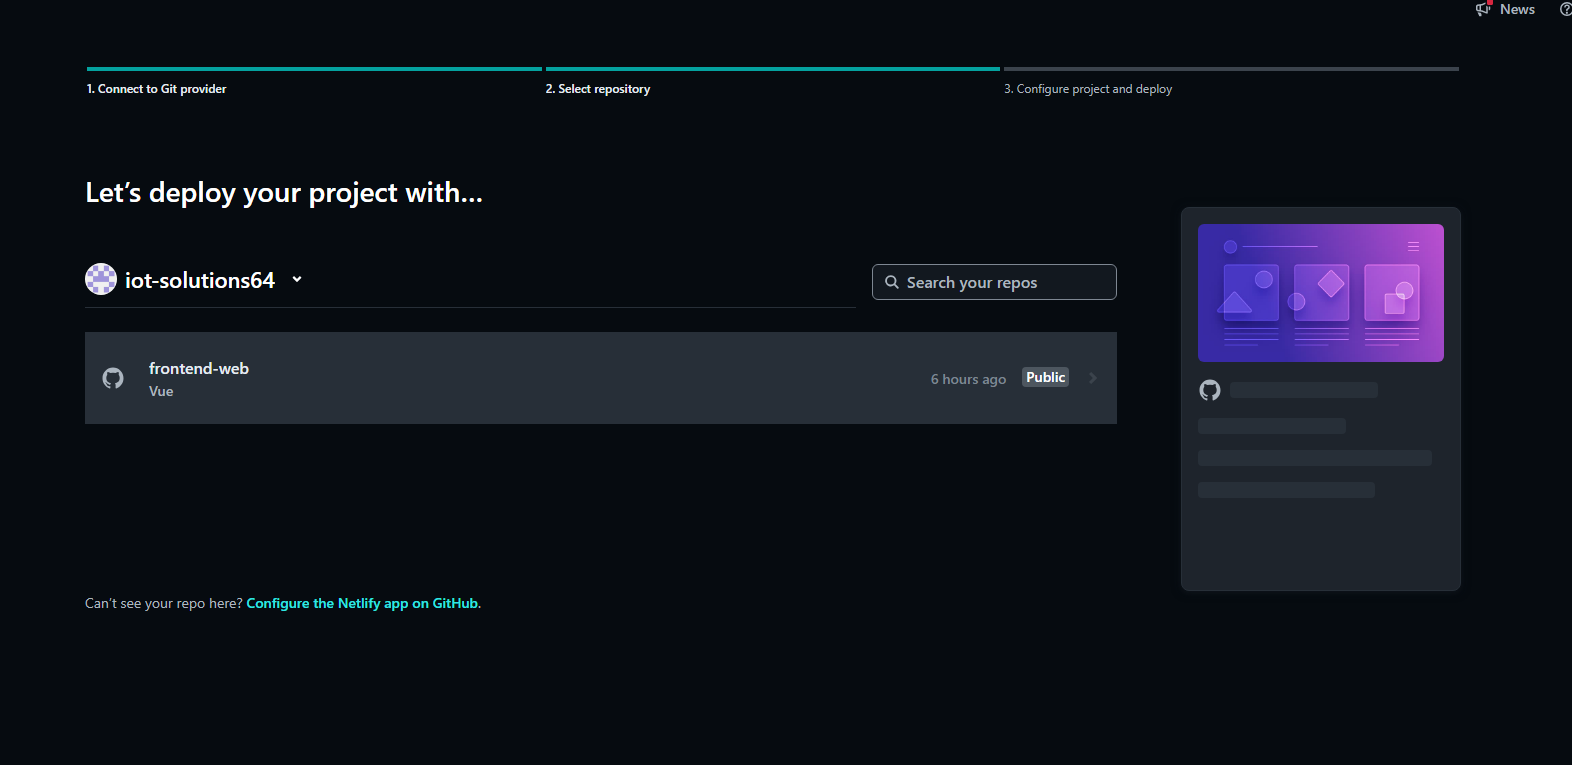 News
1. Connect to Git provider
2. Select repository
3. Configure project and deploy
Let’s deploy your project with…
iot-solutions64
Search your repos
frontend-web
Vue
6 hours ago
Public
Can’t see your repo here? Configure the Netlify app on GitHub.